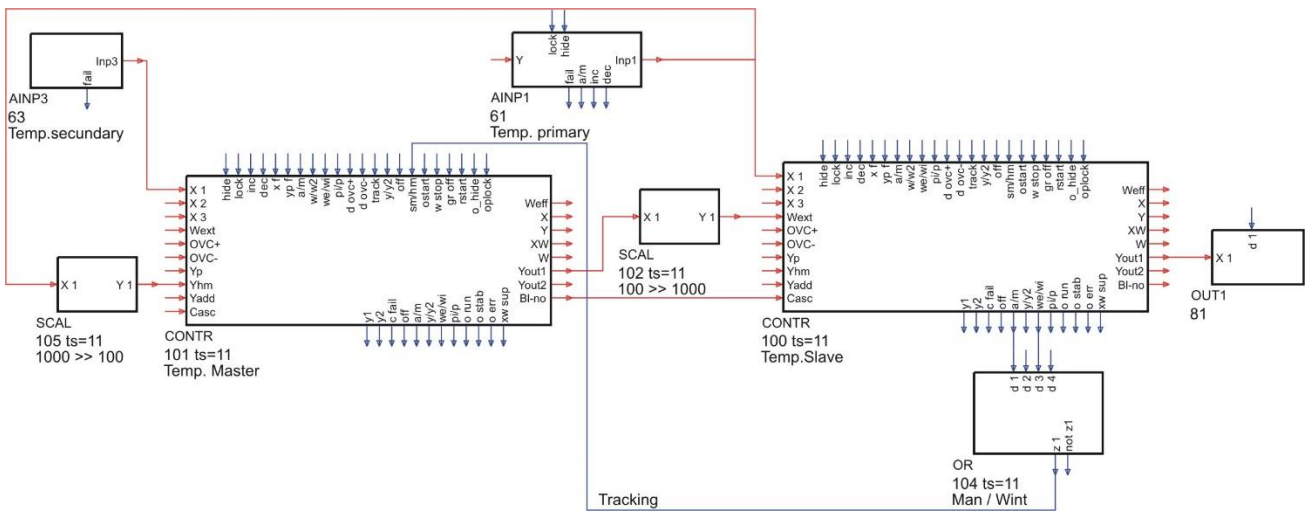 lock
hide
Inp3
fail
AINP3
63
Temp.secundary
Y
Inp1
fail
a/m
inc
dec
AINP1
61
Temp. primary
hide
lock
inc
dec
x f
yp f
a/m
w/w2
we/wi
pi/p
d ovc+
d ovc-
track
y/y2
off
sm/hm
ostart
w stop
gr off
rstart
o_hide
oplock
X 1
X 2
X 3
Wext
OVC+
OVC-
Yp
Yhm
Yadd
Casc
Weff
X
Y
XW
W
Yout1
Yout2
BI-no
y1
y2
c fail
off
a/m
y/y2
we/wi
pi/p
o run
o stab
o err
xw sup
CONTR
101 ts=11
Temp. Master
X 1 Y 1
SCAL
105 ts=11
1000 >> 100
X 1 Y 1
SCAL
102 ts=11
100 >> 1000
hide
lock
inc
dec
x f
yp f
a/m
w/w2
we/wi
pi/p
d ovc+
d ovc-
track
y/y2
off
sm/hm
ostart
w stop
gr off
rstart
o_hide
oplock
X 1
X 2
X 3
Wext
OVC+
OVC-
Yp
Yhm
Yadd
Casc
Weff
X
Y
XW
W
Yout1
Yout2
BI-no
y1
y2
c fail
off
a/m
y/y2
we/wi
pi/p
o run
o stab
o err
xw sup
CONTR
100 ts=11
Temp.Slave
d 1
X 1
OUT1
81
d 1
d 2
d 3
d 4
z 1
not z1
OR
104 ts=11
Man / Wint
Tracking